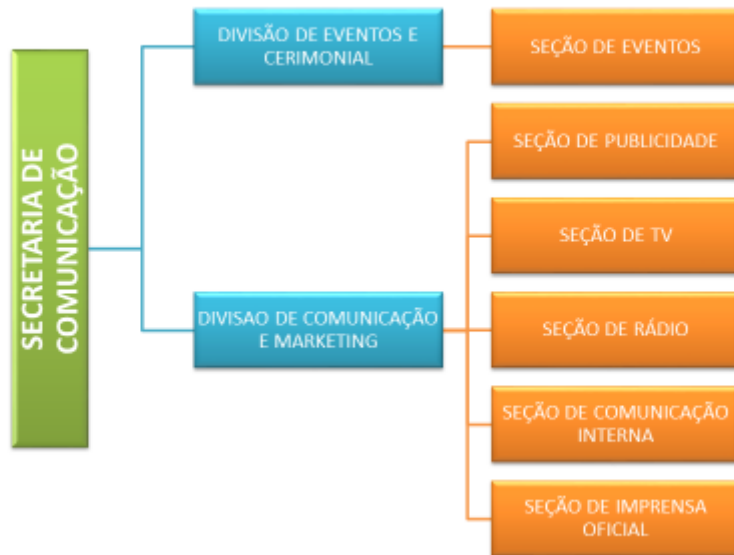 SECRETARIA DE
COMUNICAÇÃO
DIVISÃO DE EVENTOS E
CERIMONIAL
SEÇÃO DE EVENTOS
DIVISAO DE COMUNICAÇÃO
E MARKETING
SEÇÃO DE PUBLICIDADE
SEÇÃO DE TV
SEÇÃO DE RÁDIO
SEÇÃO DE COMUNICAÇÃO
INTERNA
SEÇÃO DE IMPRENSA
OFICIAL